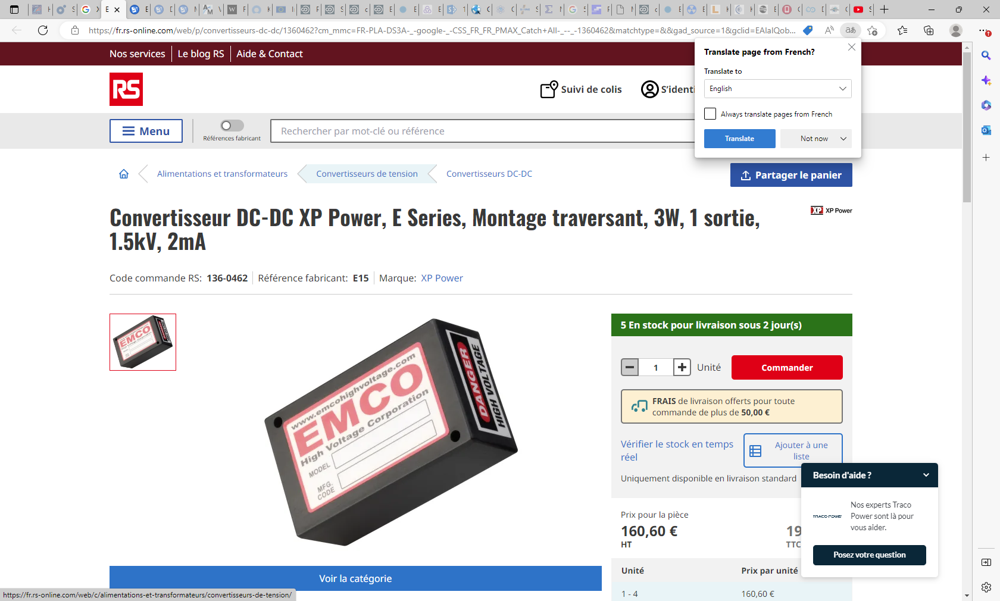 https://fr.rs-online.com/web/p/convertisseurs-dc-dc/1360462?cm_mmc=FR-PLA-DS3A-_-google-_-CSS_FR_FR_PMAX_Catch+All-_--_-1360462&matchtype=&&gad_source=1&gclid=EAIaIQob...
Nos services
Le blog RS
Aide & Contact
Translate page from French?
Translate to
English
Always translate pages from French
Translate
Not now
RS
Suivi de colis
S'identi
Menu
Références fabricant
Rechercher par mot-clé ou référence
Alimentations et transformateurs
Convertisseurs de tension
Convertisseurs DC-DC
Partager le panier
Convertisseur DC-DC XP Power, E Series, Montage traversant, 3W, 1 sortie,
1.5kV, 2mA
XP XP Power
Code commande RS: 136-0462
Référence fabricant: E15
Marque: XP Power
www.emcohighvoltage.com
EMCO
High Voltage Corporation
MODEL
MFG.
CODE
DANGER
HIGH VOLTAGE
5 En stock pour livraison sous 2 jour(s)
1
Unité
Commander
FRAIS de livraison offerts pour toute
commande de plus de 50,00 €
Vérifier le stock en temps
réel
Ajouter à une
liste
Uniquement disponible en livraison standard
Besoin d'aide ?
TRACO POWER
Nos experts Traco
Power sont là pour
vous aider.
Posez votre question
Prix pour la pièce
160,60 €
HT
19
TTC
Unité
Prix par unité
1 - 4
160,60 €
Voir la catégorie
https://fr.rs-online.com/web/c/alimentations-et-transformateurs/convertisseurs-de-tension/